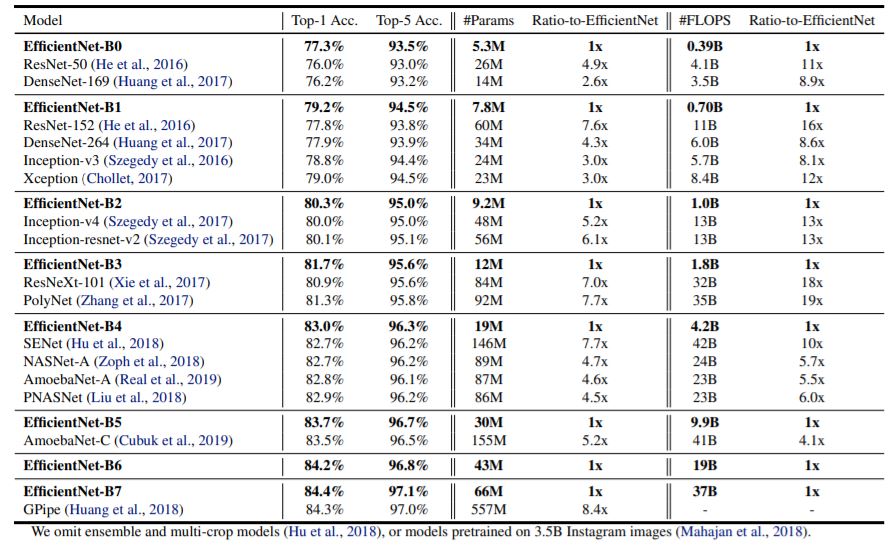 Model Top-1 Acc. Top-5 Acc. #Params Ratio-to-EfficientNet #FLOPS Ratio-to-EfficientNet
EfficientNet-B0 77.3% 93.5% 5.3M 1x 0.39B 1x
ResNet-50 (He et al., 2016) 76.0% 93.0% 26M 4.9x 4.1B 11x
DenseNet-169 (Huang et al., 2017) 76.2% 93.2% 14M 2.6x 3.5B 8.9x
EfficientNet-B1 79.2% 94.5% 7.8M 1x 0.70B 1x
ResNet-152 (He et al., 2016) 77.8% 93.8% 60M 7.6x 11B 16x
DenseNet-264 (Huang et al., 2017) 77.9% 93.9% 34M 4.3x 6.0B 8.6x
Inception-v3 (Szegedy et al., 2016) 78.8% 94.4% 24M 3.0x 5.7B 8.1x
Xception (Chollet, 2017) 79.0% 94.5% 23M 3.0x 8.4B 12x
EfficientNet-B2 80.3% 95.0% 9.2M 1x 1.0B 1x
Inception-v4 (Szegedy et al., 2017) 80.0% 95.0% 48M 5.2x 13B 13x
Inception-resnet-v2 (Szegedy et al., 2017) 80.1% 95.1% 56M 6.1x 13B 13x
EfficientNet-B3 81.7% 95.6% 12M 1x 1.8B 1x
ResNeXt-101 (Xie et al., 2017) 80.9% 95.6% 84M 7.0x 32B 18x
PolyNet (Zhang et al., 2017) 81.3% 95.8% 92M 7.7x 35B 19x
EfficientNet-B4 83.0% 96.3% 19M 1x 4.2B 1x
SENet (Hu et al., 2018) 82.7% 96.2% 146M 7.7x 42B 10x
NASNet-A (Zoph et al., 2018) 82.7% 96.2% 89M 4.7x 24B 5.7x
AmoebaNet-A (Real et al., 2019) 82.8% 96.1% 87M 4.6x 23B 5.5x
PNASNet (Liu et al., 2018) 82.9% 96.2% 86M 4.5x 23B 6.0x
EfficientNet-B5 83.7% 96.7% 30M 1x 9.9B 1x
AmoebaNet-C (Cubuk et al., 2019) 83.5% 96.5% 155M 5.2x 41B 4.1x
EfficientNet-B6 84.2% 96.8% 43M 1x 19B 1x
EfficientNet-B7 84.4% 97.1% 66M 1x 37B 1x
GPipe (Huang et al., 2018) 84.3% 97.0% 557M 8.4x - -
We omit ensemble and multi-crop models (Hu et al., 2018), or models pretrained on 3.5B Instagram images (Mahajan et al., 2018).